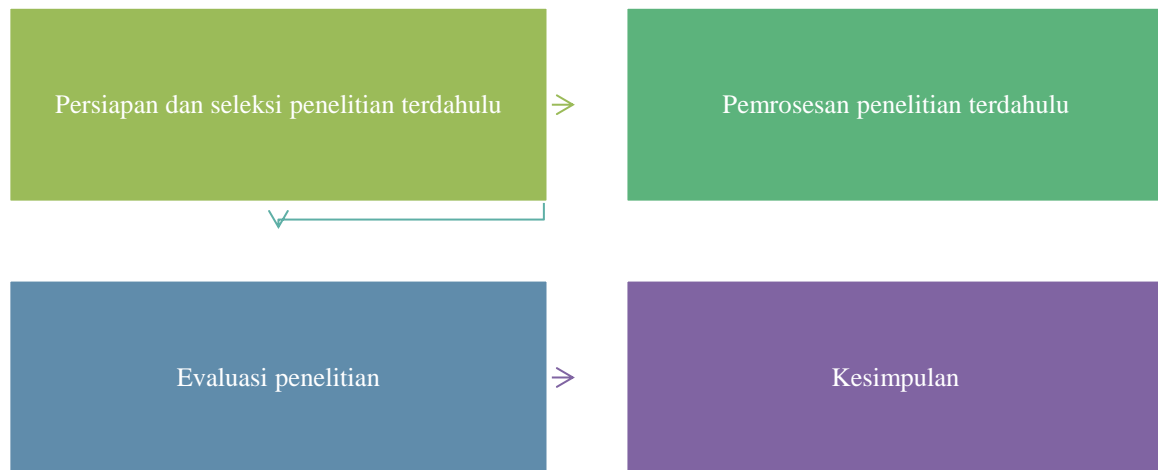 Persiapan dan seleksi penelitian terdahulu
Pemrosesan penelitian terdahulu
Evaluasi penelitian
Kesimpulan